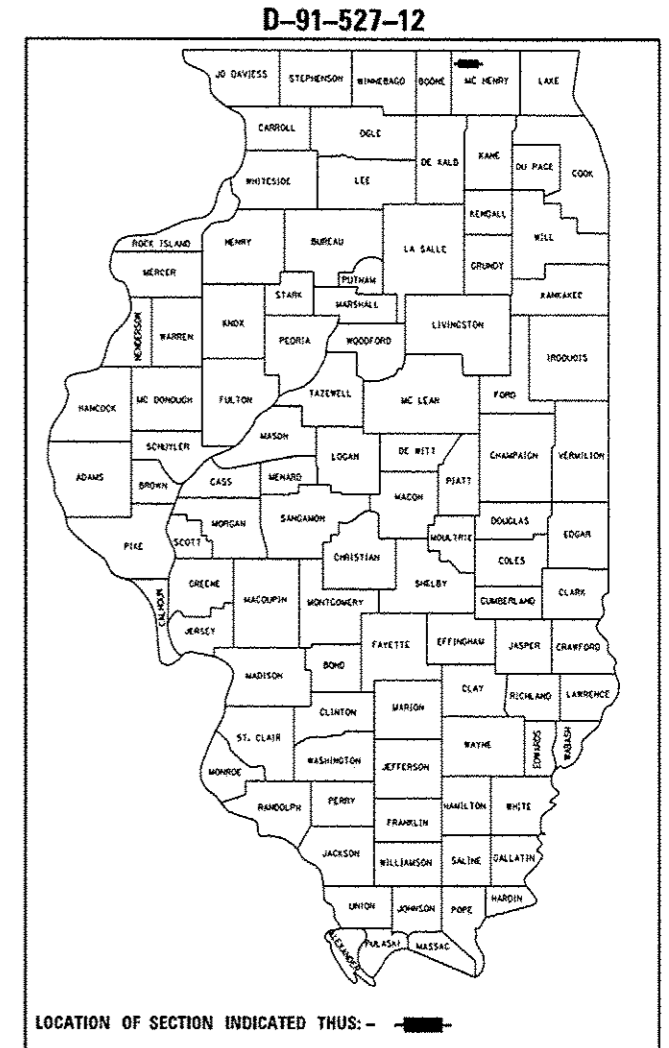 D-91-527-12
JO DAVIESS STEPHENSON WINNEBAGO BOONE MC HENRY LAKE
CARROLL OGLE DE KALB KANE DU PAGE COOK
WHITESIDE LEE KENDALL WILL
ROCK ISLAND HENRY BUREAU LA SALLE GRUNDY
MERCER PUTNAM KANKAKEE
STARK MARSHALL
HENDERSON WARREN KNOX PEORIA WOODFORD LIVINGSTON IROQUOIS
HANCOCK MC DONOUGH FULTON TAZEWELL MC LEAN FORD
SCHUYLER MASON LOGAN DE WITT CHAMPAIGN VERMILION
ADAMS BROWN CASS MENARD PIATT
MACON
PIKE SCOTT MORGAN SANGAMON MOULTRIE DOUGLAS EDGAR
CHRISTIAN COLES
CALHOUN GREENE MACOUPIN MONTGOMERY SHELBY CUMBERLAND CLARK
JERSEY FAYETTE EFFINGHAM JASPER CRAWFORD
MADISON BOND CLAY RICHLAND LAWRENCE
CLINTON MARION
ST. CLAIR WASHINGTON JEFFERSON WAYNE EDWARDS WABASH
MONROE
RANDOLPH PERRY HAMILTON WHITE
FRANKLIN
JACKSON WILLIAMSON SALINE GALLATIN
UNION JOHNSON POPE HARDIN
ALEXANDER PULASKI MASSAC
LOCATION OF SECTION INDICATED THUS: -